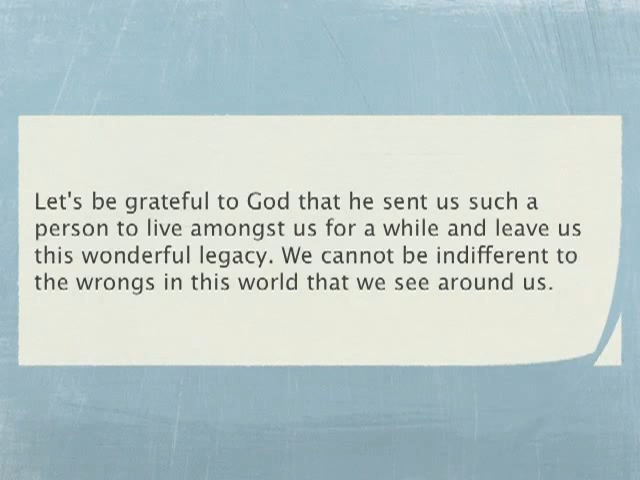 Let's be grateful to God that he sent us such a
person to live amongst us for a while and leave us
this wonderful legacy. We cannot be indifferent to
the wrongs in this world that we see around us.